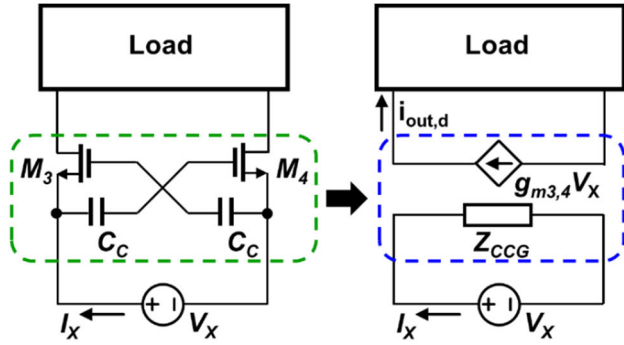 Load
M3
M4
CC
CC
IX
+ −
VX
Load
iout,d
gm3,4VX
ZCCG
IX
+ −
VX